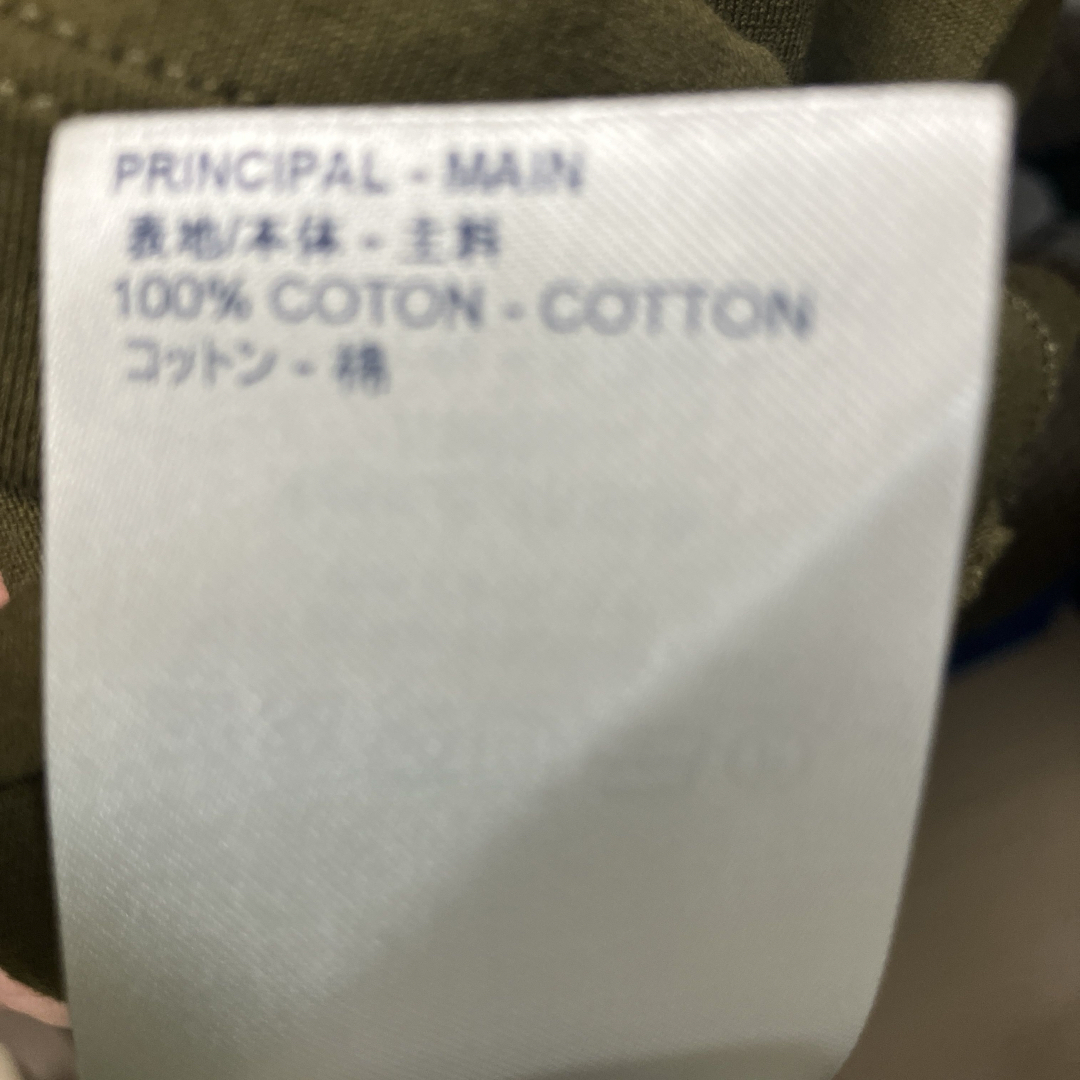 PRINCIPAL - MAIN
表地/本体 - 主料
100% COTON - COTTON
コットン - 棉